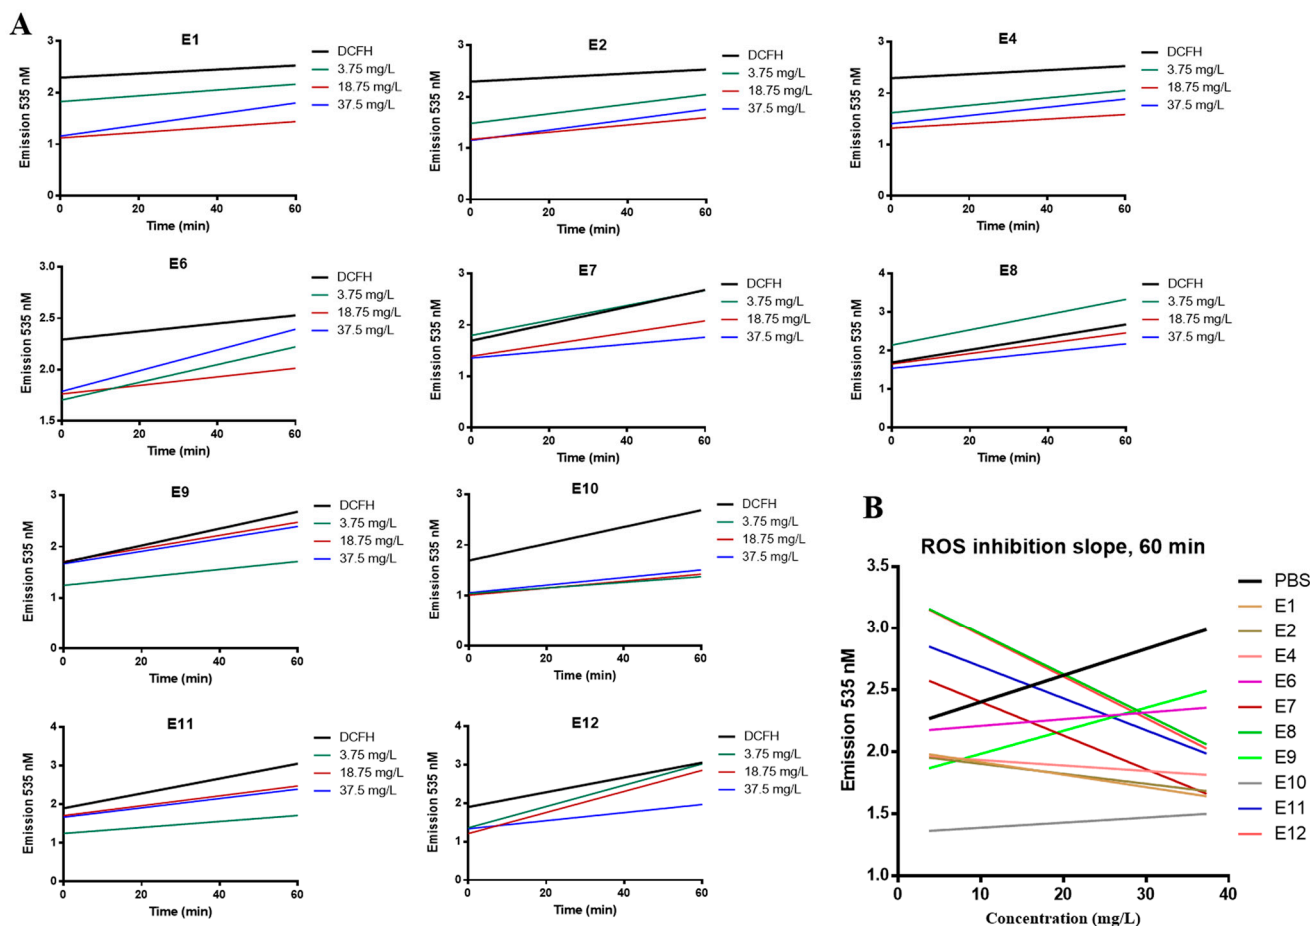 A
E1
Emission 535 nM
3
2
1
0
0 20 40 60
Time (min)
DCFH
3.75 mg/L
18.75 mg/L
37.5 mg/L
E2
Emission 535 nM
3
2
1
0
0 20 40 60
Time (min)
DCFH
3.75 mg/L
18.75 mg/L
37.5 mg/L
E4
Emission 535 nM
3
2
1
0
0 20 40 60
Time (min)
DCFH
3.75 mg/L
18.75 mg/L
37.5 mg/L
E6
Emission 535 nM
3.0
2.5
2.0
1.5
0 20 40 60
Time (min)
DCFH
3.75 mg/L
18.75 mg/L
37.5 mg/L
E7
Emission 535 nM
3
2
1
0
0 20 40 60
Time (min)
DCFH
3.75 mg/L
18.75 mg/L
37.5 mg/L
E8
Emission 535 nM
4
3
2
1
0
0 20 40 60
Time (min)
DCFH
3.75 mg/L
18.75 mg/L
37.5 mg/L
E9
Emission 535 nM
3
2
1
0
0 20 40 60
Time (min)
DCFH
3.75 mg/L
18.75 mg/L
37.5 mg/L
E10
Emission 535 nM
3
2
1
0
0 20 40 60
Time (min)
DCFH
3.75 mg/L
18.75 mg/L
37.5 mg/L
E11
Emission 535 nM
4
3
2
1
0
0 20 40 60
Time (min)
DCFH
3.75 mg/L
18.75 mg/L
37.5 mg/L
E12
Emission 535 nM
4
3
2
1
0
0 20 40 60
Time (min)
DCFH
3.75 mg/L
18.75 mg/L
37.5 mg/L
B
ROS inhibition slope, 60 min
Emission 535 nM
3.5
3.0
2.5
2.0
1.5
1.0
0 10 20 30 40
Concentration (mg/L)
PBS
E1
E2
E4
E6
E7
E8
E9
E10
E11
E12